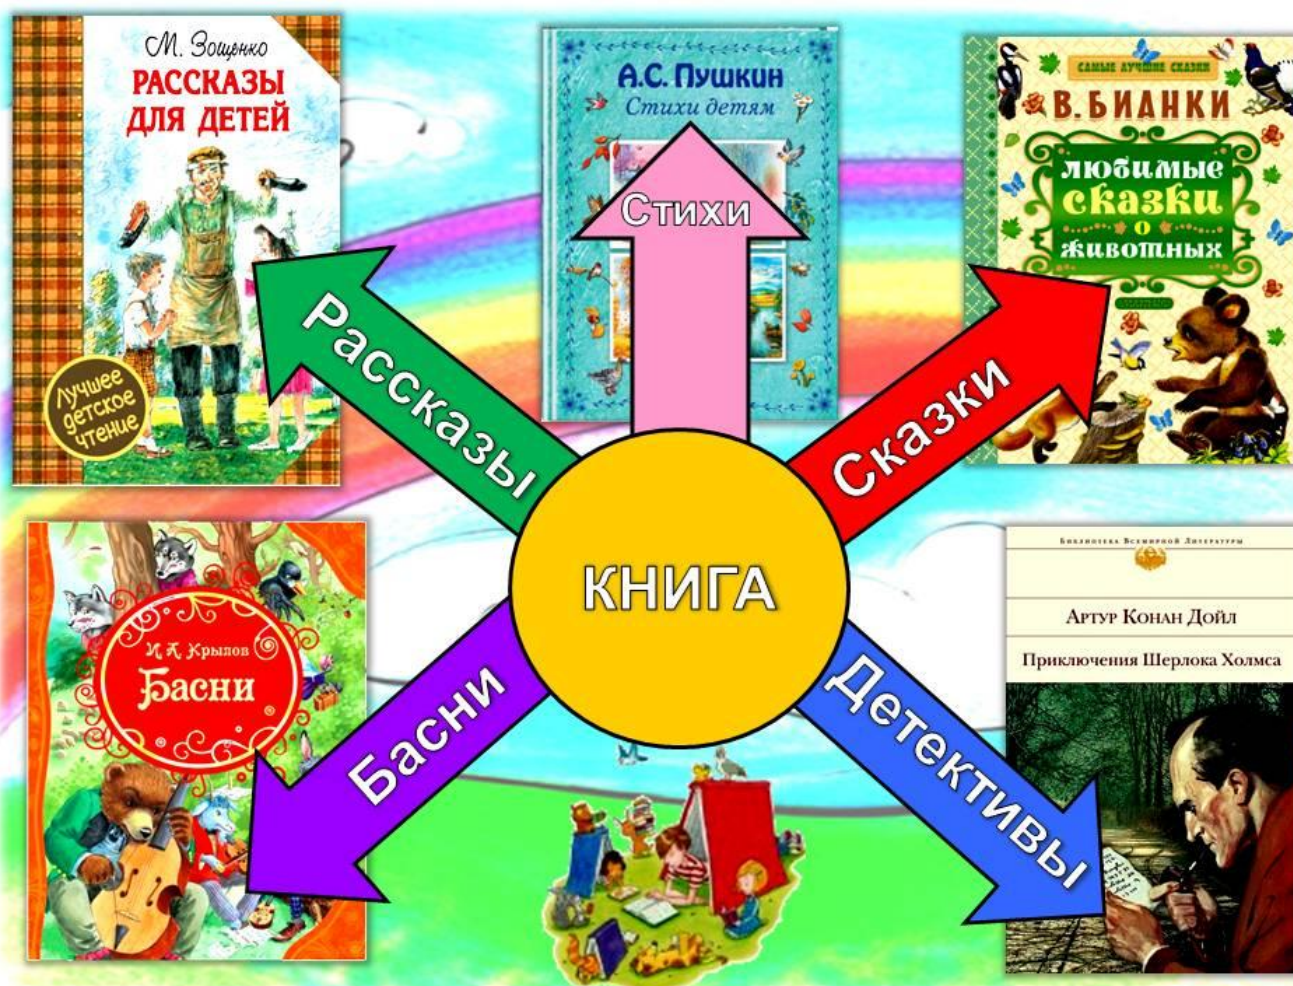 М. Зощенко
РАССКАЗЫ
ДЛЯ ДЕТЕЙ
Лучшее
детское
чтение
А.С. Пушкин
Стихи детям
САМЫЕ ЛУЧШИЕ СКАЗКИ
В. БИАНКИ
любимые
сказки
о
животных
Рассказы
Стихи
Сказки
КНИГА
Басни
Детективы
И. А. Крылов
Басни
Библиотека Всемирной Литературы
Артур Конан Дойл
Приключения Шерлока Холмса